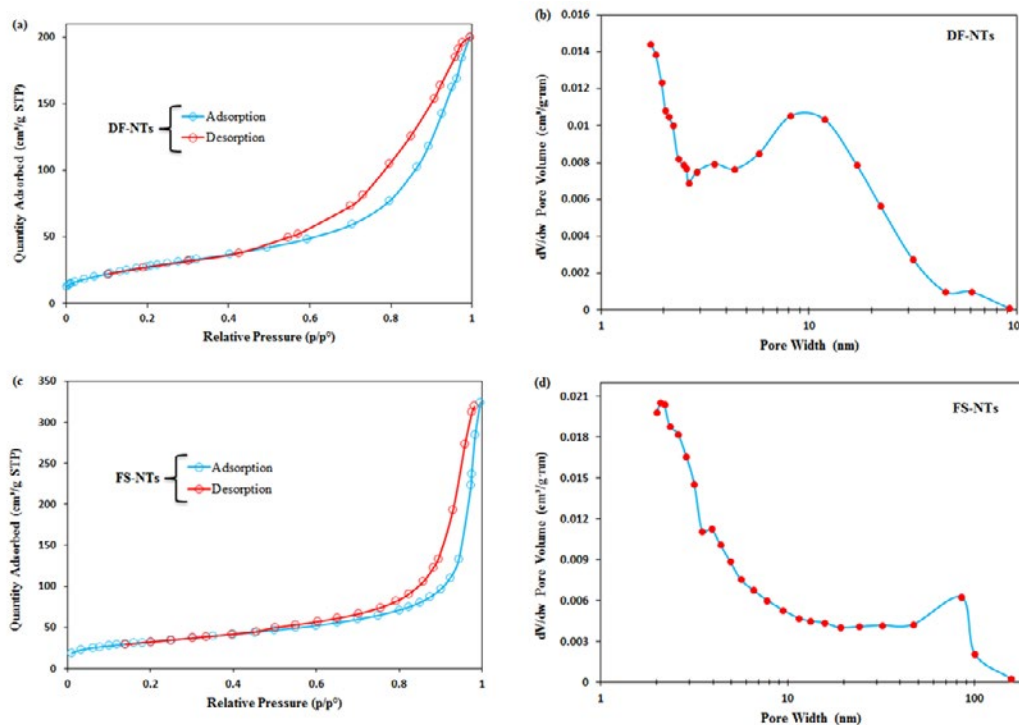 (a)
Quantity Adsorbed (cm³/g STP)
200
150
100
50
0
DF-NTs
Adsorption
Desorption
0 0.2 0.4 0.6 0.8 1
Relative Pressure (p/p°)
(b)
DF-NTs
dV/dw Pore Volume (cm³/g·nm)
0.016
0.014
0.012
0.01
0.008
0.006
0.004
0.002
0
1 10 10
Pore Width (nm)
(c
Quantity Adsorbed (cm³/g STP)
350
300
250
200
150
100
50
0
FS-NTs
Adsorption
Desorption
0 0.2 0.4 0.6 0.8 1
Relative Pressure (p/p°)
(d)
FS-NTs
dV/dw Pore Volume (cm³/g·nm)
0.021
0.018
0.015
0.012
0.009
0.006
0.003
0
1 10 100
Pore Width (nm)